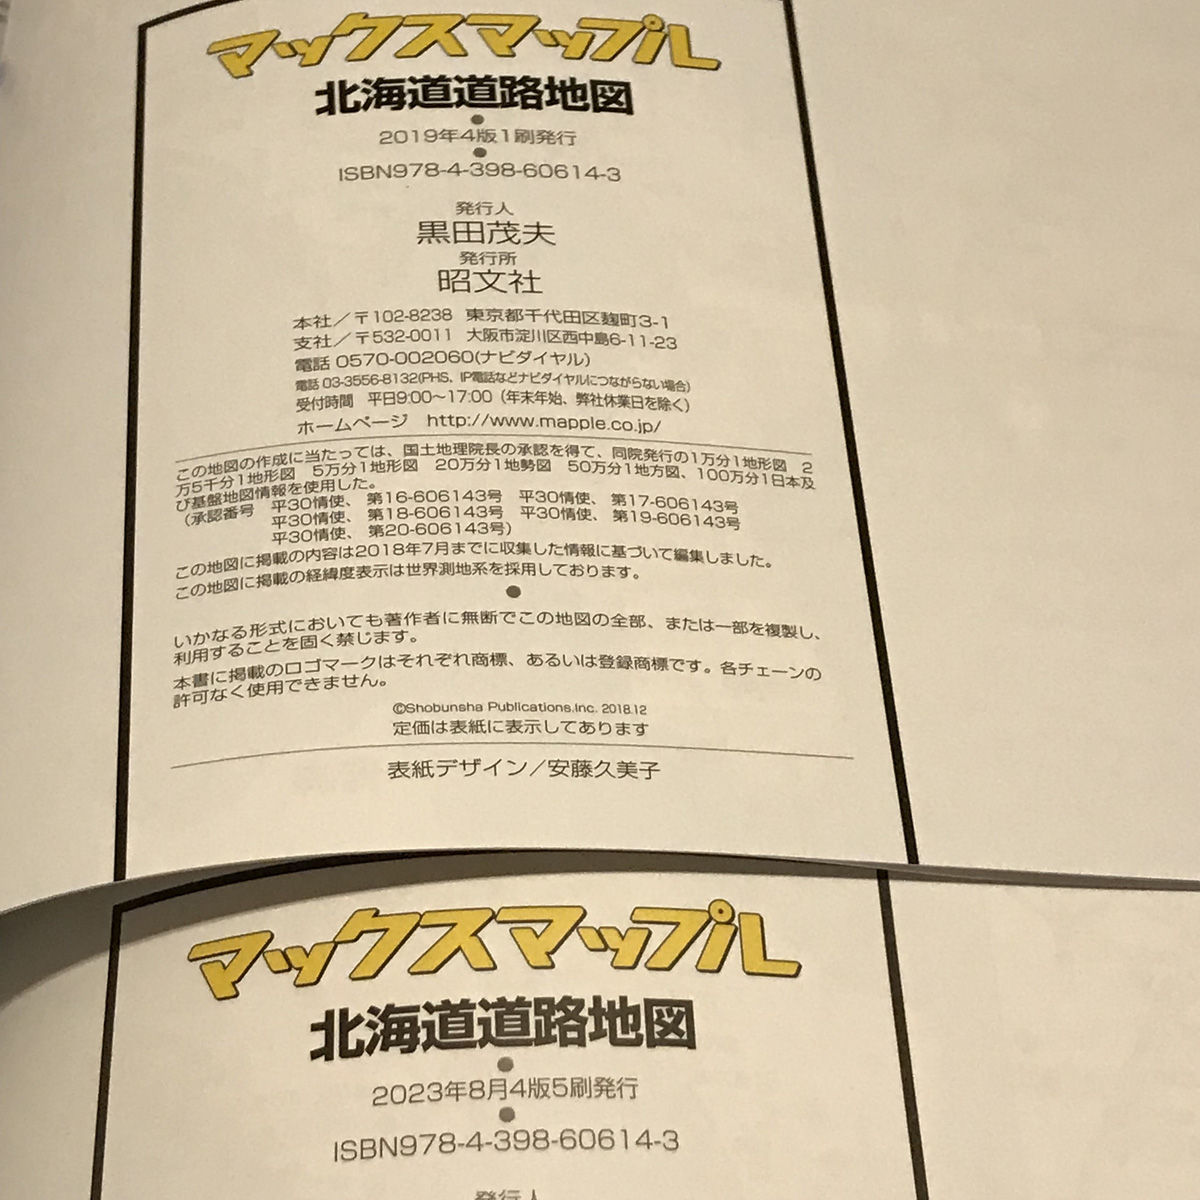 マックスマップル
北海道道路地図
2019年4版1刷発行
ISBN978-4-398-60614-3
発行人
黒田茂夫
発行所
昭文社
本社／〒102-8238 東京都千代田区麹町3-1
支社／〒532-0011 大阪市淀川区西中島6-11-23
電話 0570-002060(ナビダイヤル)
電話 03-3556-8132(PHS、IP電話などナビダイヤルにつながらない場合)
受付時間 平日9:00～17:00（年末年始、弊社休業日を除く）
ホームページ http://www.mapple.co.jp/
この地図の作成に当たっては、国土地理院長の承認を得て、同院発行の1万分1地形図 2
万5千分1地形図 5万分1地形図 20万分1地勢図 50万分1地方図、100万分1日本及
び基盤地図情報を使用した。
（承認番号 平30情使、 第16-606143号 平30情使、 第17-606143号
平30情使、 第18-606143号 平30情使、 第19-606143号
平30情使、 第20-606143号）
この地図に掲載の内容は2018年7月までに収集した情報に基づいて編集しました。
この地図に掲載の経緯度表示は世界測地系を採用しております。
いかなる形式においても著作者に無断でこの地図の全部、または一部を複製し、
利用することを固く禁じます。
本書に掲載のロゴマークはそれぞれ商標、あるいは登録商標です。各チェーンの
許可なく使用できません。
©Shobunsha Publications,Inc. 2018.12
定価は表紙に表示してあります
表紙デザイン／安藤久美子
マックスマップル
北海道道路地図
2023年8月4版5刷発行
ISBN978-4-398-60614-3
発行人